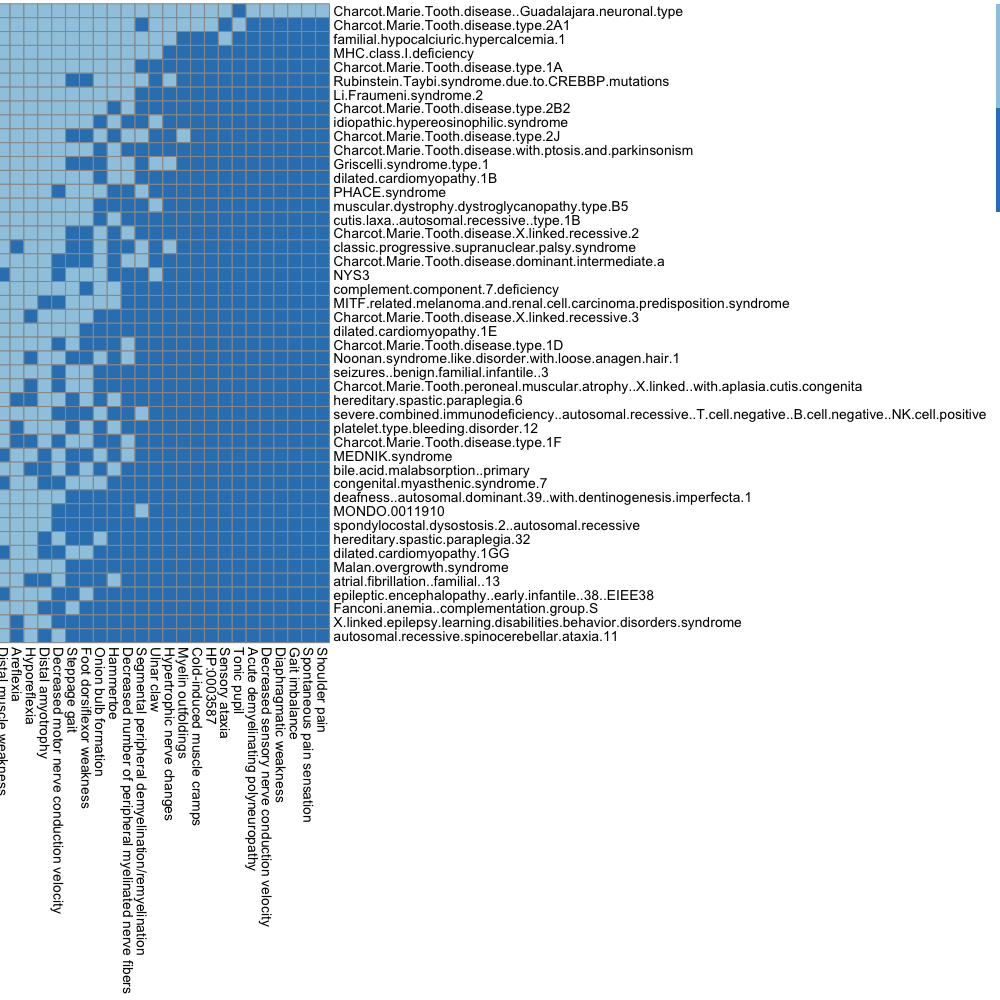 Charcot.Marie.Tooth.disease..Guadalajara.neuronal.type
Charcot.Marie.Tooth.disease.type.2A1
familial.hypocalciuric.hypercalcemia.1
MHC.class.I.deficiency
Charcot.Marie.Tooth.disease.type.1A
Rubinstein.Taybi.syndrome.due.to.CREBBP.mutations
Li.Fraumeni.syndrome.2
Charcot.Marie.Tooth.disease.type.2B2
idiopathic.hypereosinophilic.syndrome
Charcot.Marie.Tooth.disease.type.2J
Charcot.Marie.Tooth.disease.with.ptosis.and.parkinsonism
Griscelli.syndrome.type.1
dilated.cardiomyopathy.1B
PHACE.syndrome
muscular.dystrophy.dystroglycanopathy.type.B5
cutis.laxa..autosomal.recessive..type.1B
Charcot.Marie.Tooth.disease.X.linked.recessive.2
classic.progressive.supranuclear.palsy.syndrome
Charcot.Marie.Tooth.disease.dominant.intermediate.a
NYS3
complement.component.7.deficiency
MITF.related.melanoma.and.renal.cell.carcinoma.predisposition.syndrome
Charcot.Marie.Tooth.disease.X.linked.recessive.3
dilated.cardiomyopathy.1E
Charcot.Marie.Tooth.disease.type.1D
Noonan.syndrome.like.disorder.with.loose.anagen.hair.1
seizures..benign.familial.infantile..3
Charcot.Marie.Tooth.peroneal.muscular.atrophy..X.linked..with.aplasia.cutis.congenita
hereditary.spastic.paraplegia.6
severe.combined.immunodeficiency..autosomal.recessive..T.cell.negative..B.cell.negative..NK.cell.positive
platelet.type.bleeding.disorder.12
Charcot.Marie.Tooth.disease.type.1F
MEDNIK.syndrome
bile.acid.malabsorption..primary
congenital.myasthenic.syndrome.7
deafness..autosomal.dominant.39..with.dentinogenesis.imperfecta.1
MONDO.0011910
spondylocostal.dysostosis.2..autosomal.recessive
hereditary.spastic.paraplegia.32
dilated.cardiomyopathy.1GG
Malan.overgrowth.syndrome
atrial.fibrillation..familial..13
epileptic.encephalopathy..early.infantile..38..EIEE38
Fanconi.anemia..complementation.group.S
X.linked.epilepsy.learning.disabilities.behavior.disorders.syndrome
autosomal.recessive.spinocerebellar.ataxia.11
Distal muscle weakness
Areflexia
Hyporeflexia
Distal amyotrophy
Decreased motor nerve conduction velocity
Steppage gait
Foot dorsiflexor weakness
Onion bulb formation
Hammertoe
Decreased number of peripheral myelinated nerve fibers
Segmental peripheral demyelination/remyelination
Ulnar claw
Hypertrophic nerve changes
Myelin outfoldings
Cold-induced muscle cramps
HP:0003587
Sensory ataxia
Tonic pupil
Acute demyelinating polyneuropathy
Decreased sensory nerve conduction velocity
Diaphragmatic weakness
Gait imbalance
Spontaneous pain sensation
Shoulder pain